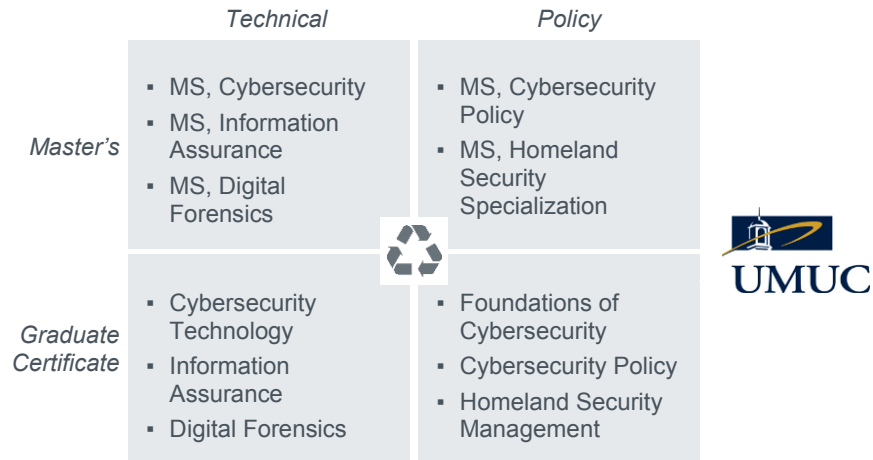 Technical
Policy
Master's
▪ MS, Cybersecurity
▪ MS, Information
Assurance
▪ MS, Digital
Forensics
▪ MS, Cybersecurity
Policy
▪ MS, Homeland
Security
Specialization
Graduate
Certificate
▪ Cybersecurity
Technology
▪ Information
Assurance
▪ Digital Forensics
▪ Foundations of
Cybersecurity
▪ Cybersecurity Policy
▪ Homeland Security
Management
UMUC